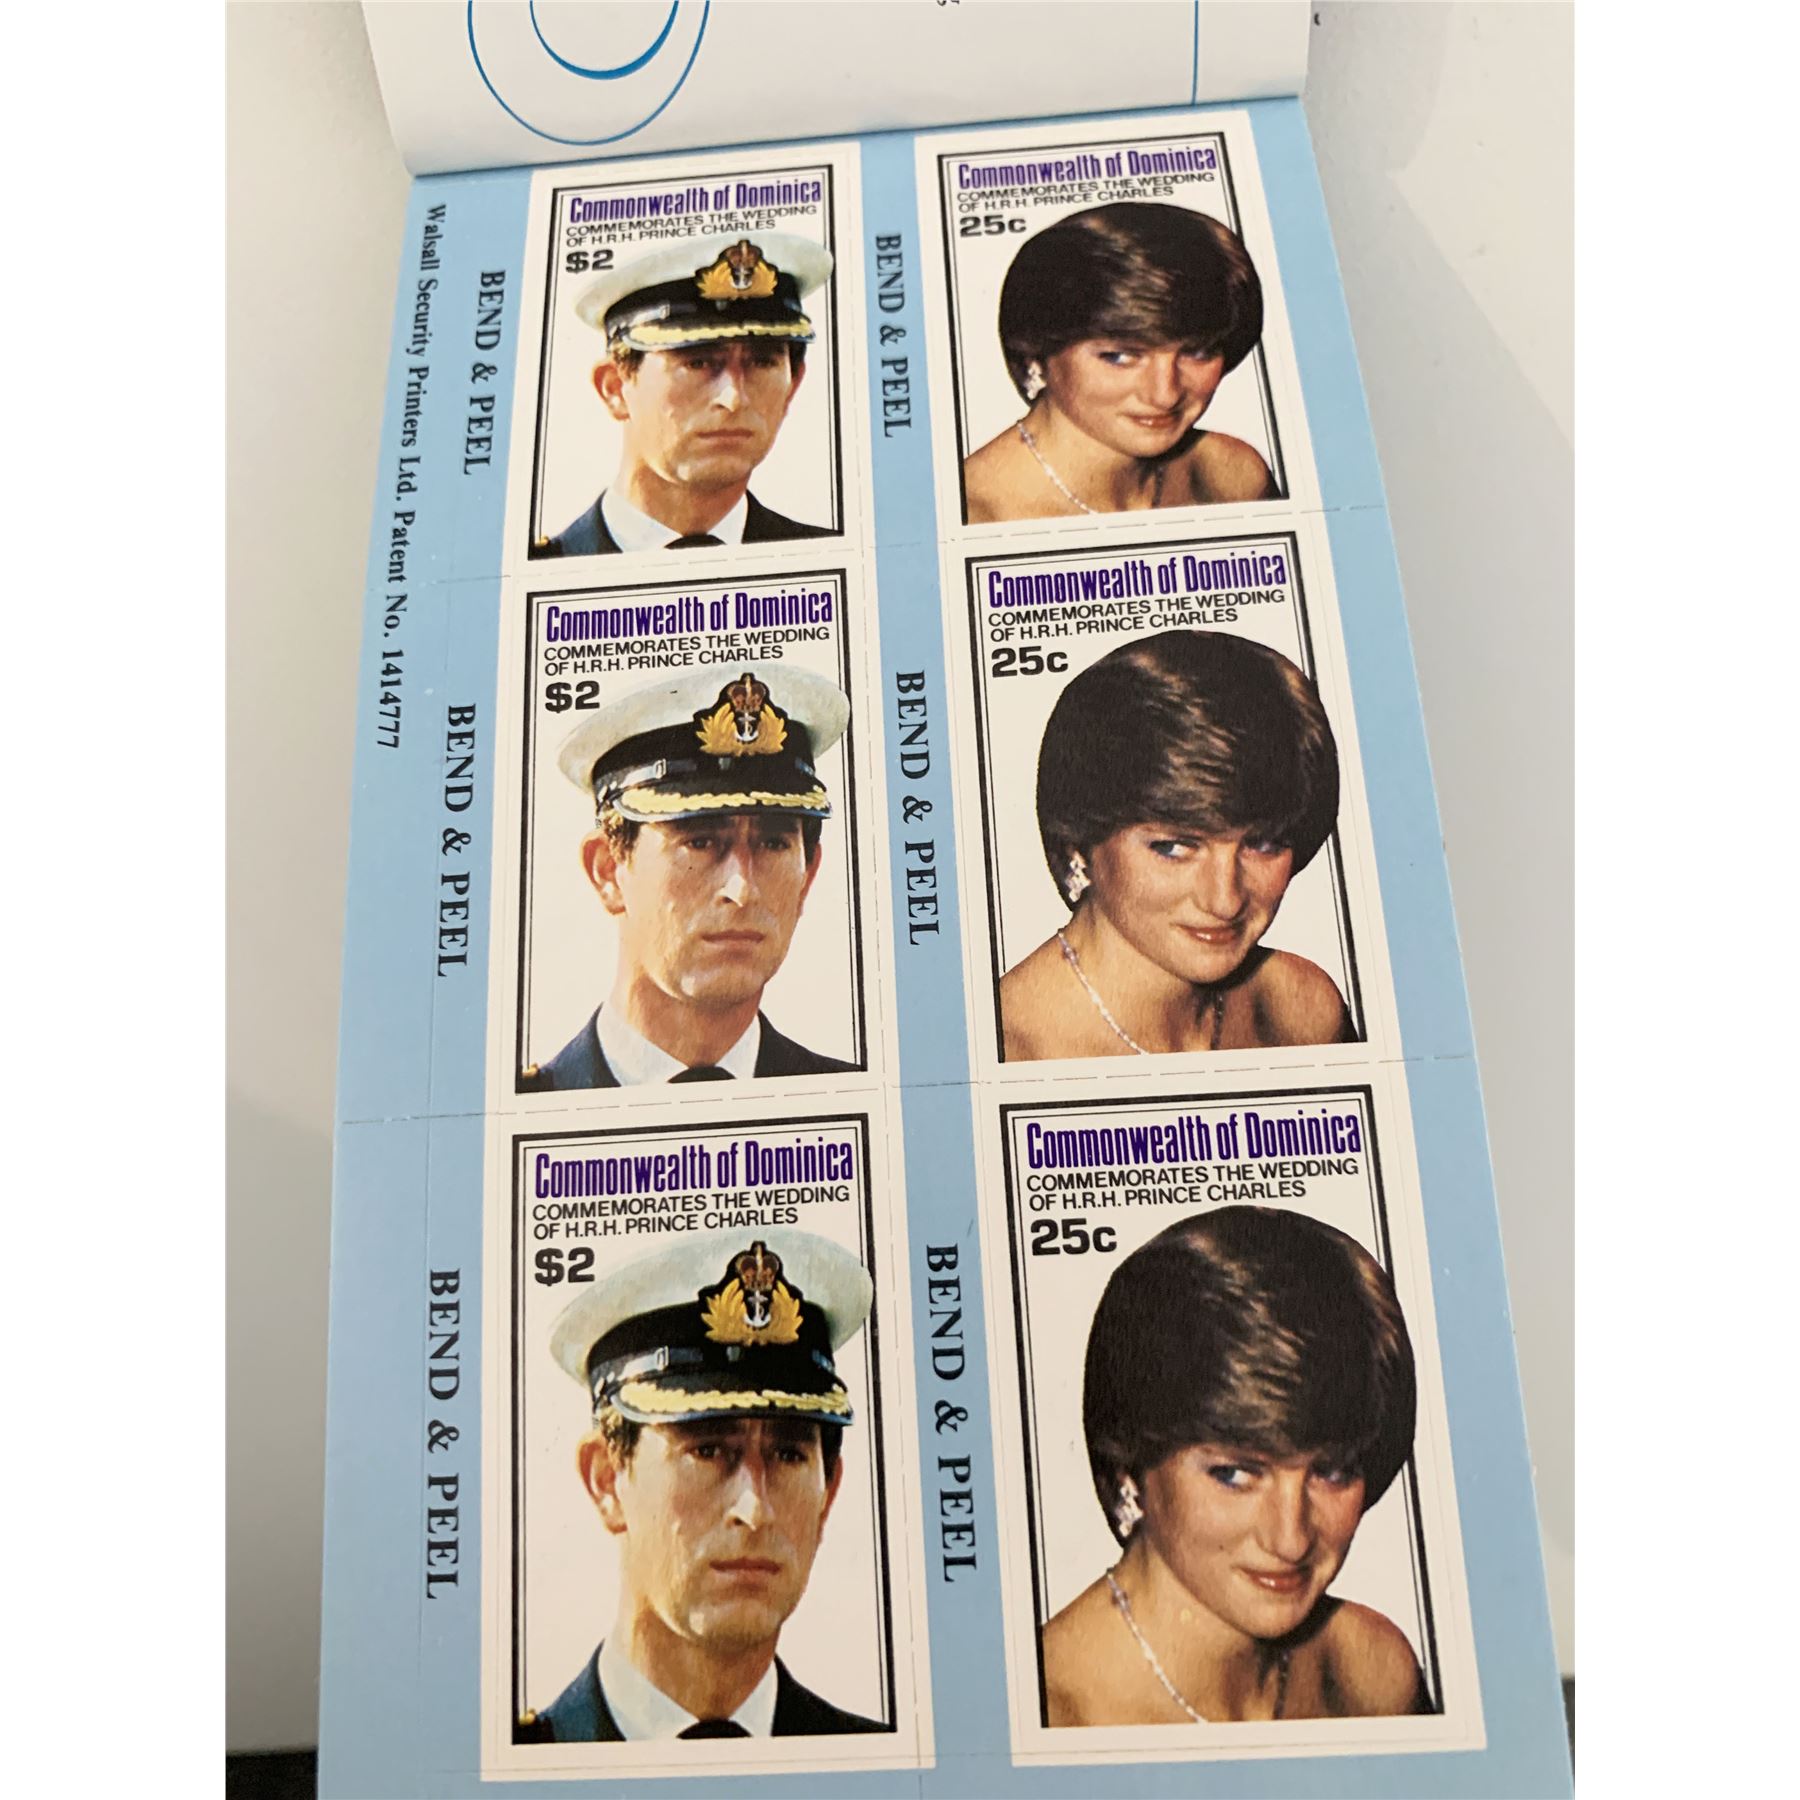 Walsall Security Printers Ltd. Patent No. 1414777
BEND & PEEL
Commonwealth of Dominica
COMMEMORATES THE WEDDING
OF H.R.H. PRINCE CHARLES
$2
BEND & PEEL
Commonwealth of Dominica
COMMEMORATES THE WEDDING
OF H.R.H. PRINCE CHARLES
25c
BEND & PEEL
Commonwealth of Dominica
COMMEMORATES THE WEDDING
OF H.R.H. PRINCE CHARLES
$2
BEND & PEEL
Commonwealth of Dominica
COMMEMORATES THE WEDDING
OF H.R.H. PRINCE CHARLES
25c
BEND & PEEL
Commonwealth of Dominica
COMMEMORATES THE WEDDING
OF H.R.H. PRINCE CHARLES
$2
BEND & PEEL
Commonwealth of Dominica
COMMEMORATES THE WEDDING
OF H.R.H. PRINCE CHARLES
25c